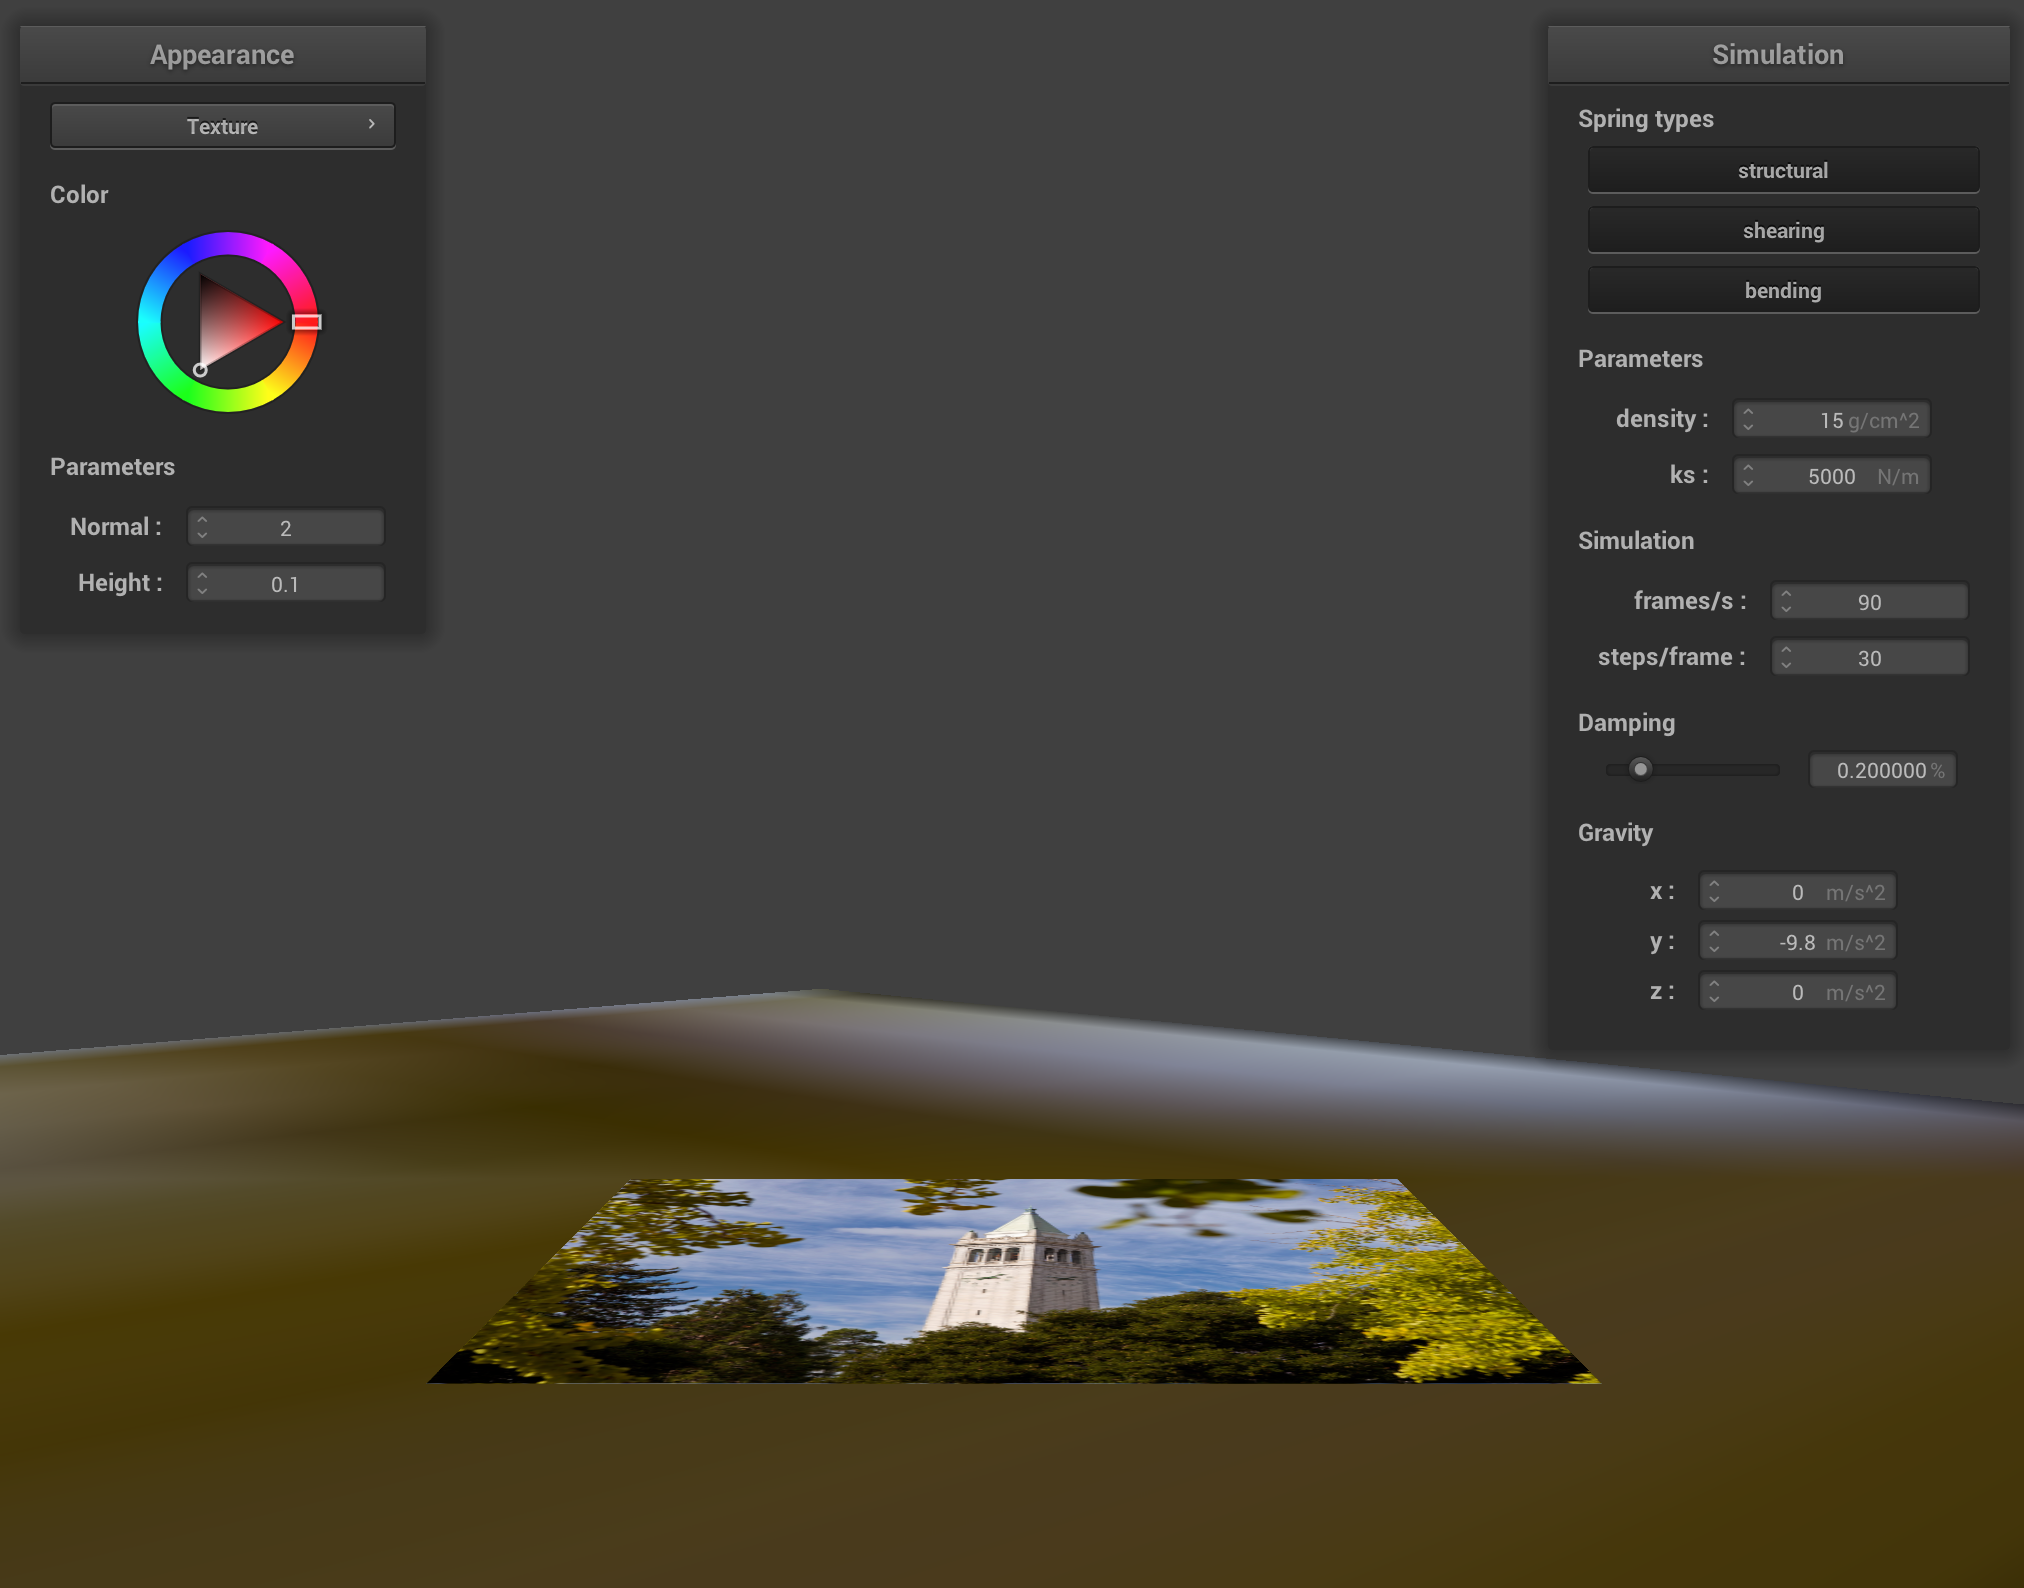 Appearance
Texture
Color
Parameters
Normal : 2
Height : 0.1
Simulation
Spring types
structural
shearing
bending
Parameters
density : 15 g/cm^2
ks : 5000 N/m
Simulation
frames/s : 90
steps/frame : 30
Damping
0.200000 %
Gravity
x : 0 m/s^2
y : -9.8 m/s^2
z : 0 m/s^2